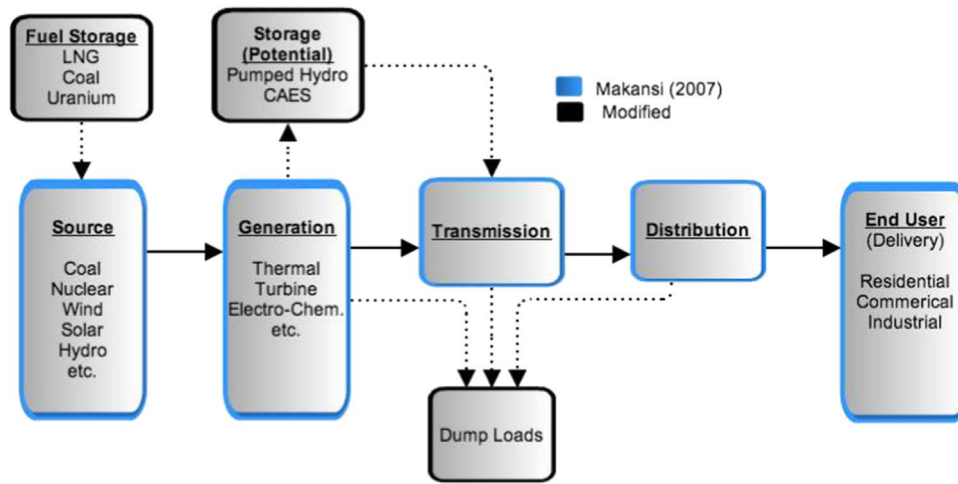 Fuel Storage
LNG
Coal
Uranium
Storage
(Potential)
Pumped Hydro
CAES
Makansi (2007)
Modified
Source
Coal
Nuclear
Wind
Solar
Hydro
etc.
Generation
Thermal
Turbine
Electro-Chem.
etc.
Transmission
Distribution
End User
(Delivery)
Residential
Commerical
Industrial
Dump Loads